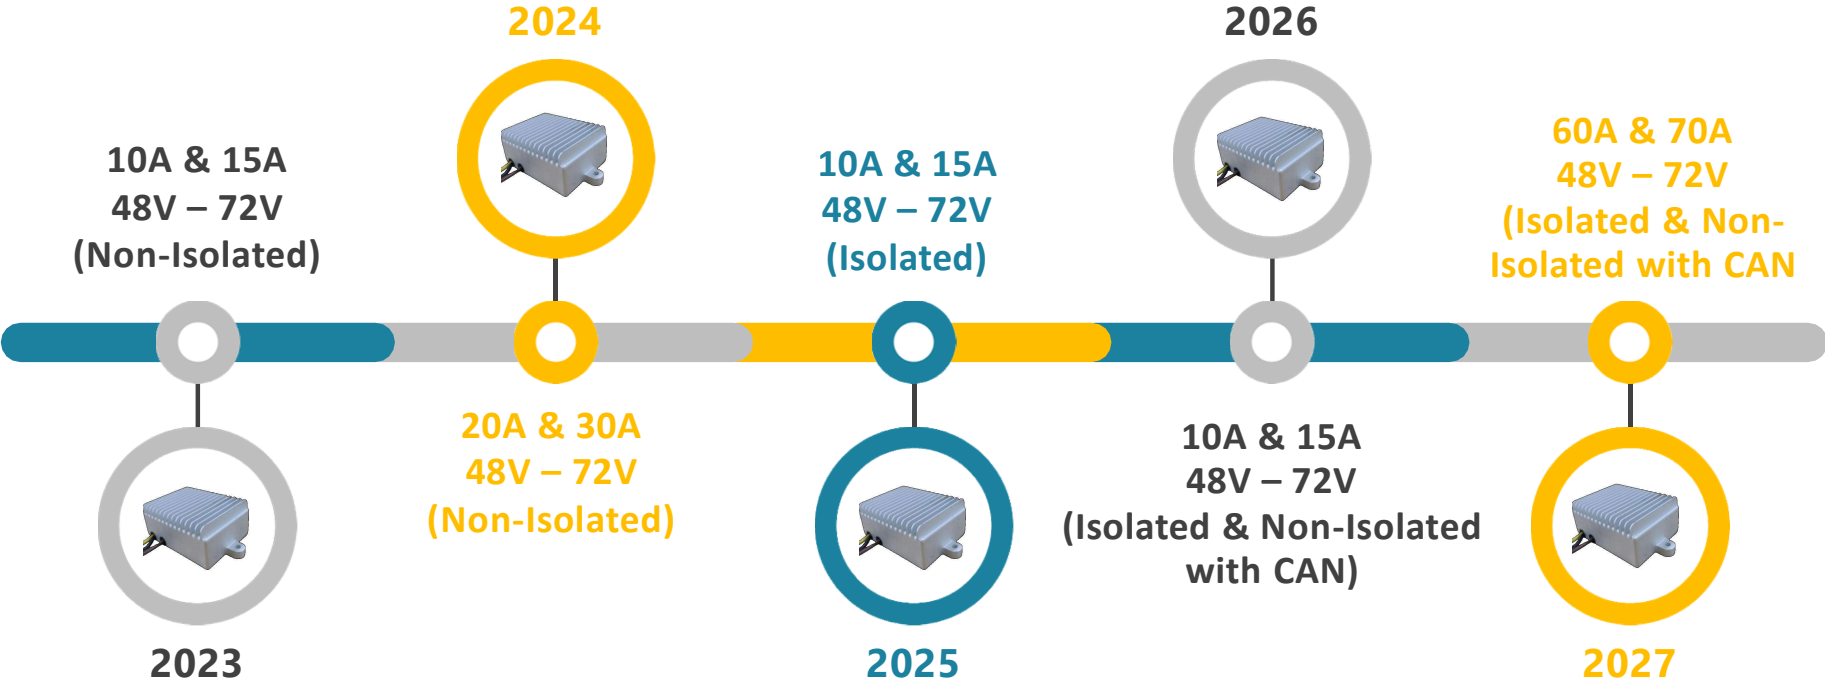 10A & 15A
48V – 72V
(Non-Isolated)
2023
2024
20A & 30A
48V – 72V
(Non-Isolated)
10A & 15A
48V – 72V
(Isolated)
2025
2026
10A & 15A
48V – 72V
(Isolated & Non-Isolated
with CAN)
60A & 70A
48V – 72V
(Isolated & Non-
Isolated with CAN
2027